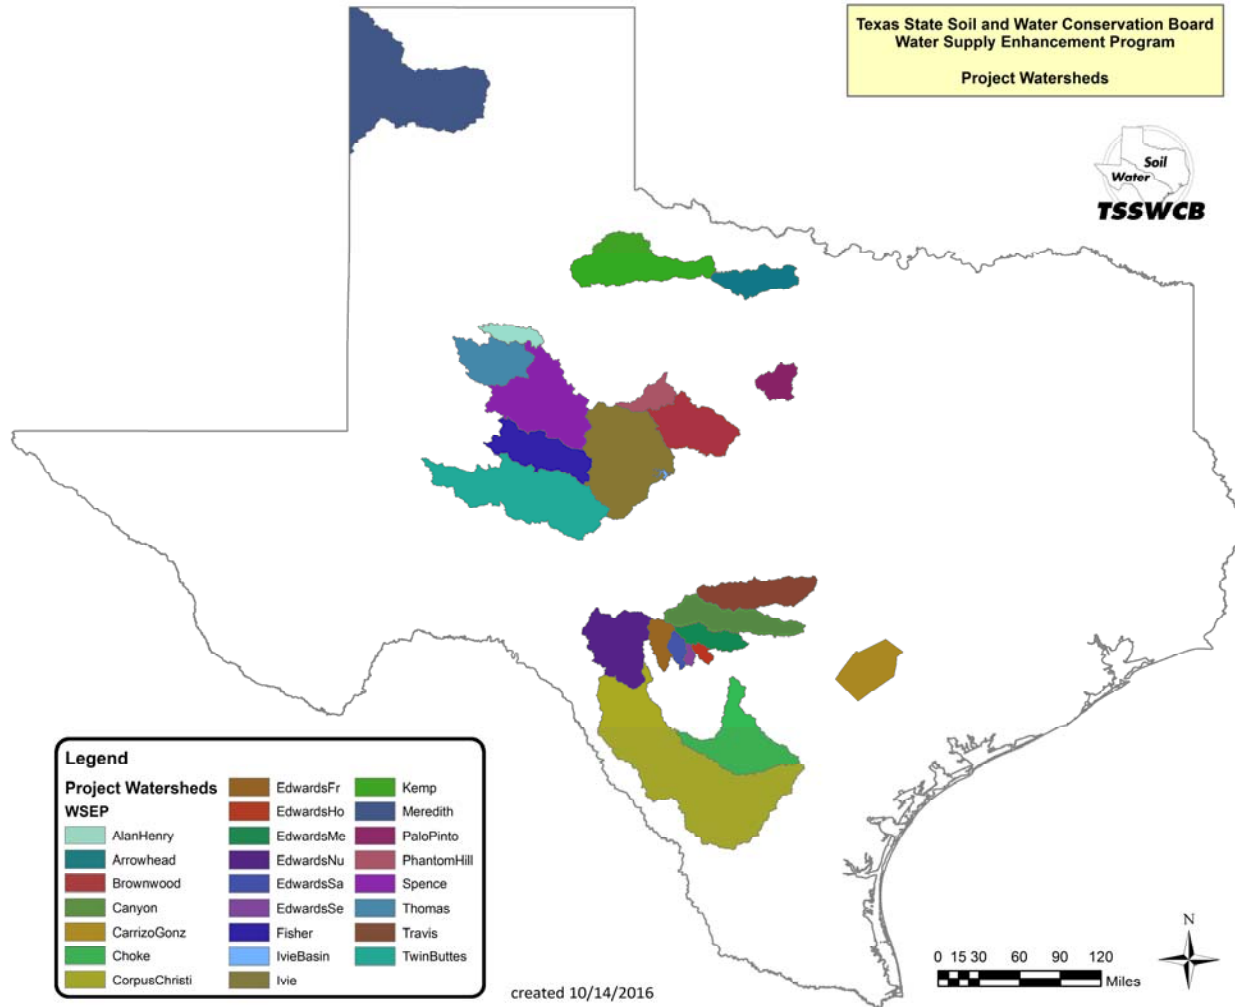 Texas State Soil and Water Conservation Board
Water Supply Enhancement Program
Project Watersheds
Soil
Water
TSSWCB
Legend
Project Watersheds
WSEP
AlanHenry
Arrowhead
Brownwood
Canyon
CarrizoGonz
Choke
CorpusChristi
EdwardsFr
EdwardsHo
EdwardsMe
EdwardsNu
EdwardsSa
EdwardsSe
Fisher
IvieBasin
Ivie
Kemp
Meredith
PaloPinto
PhantomHill
Spence
Thomas
Travis
TwinButtes
created 10/14/2016
N
0 15 30 60 90 120
Miles